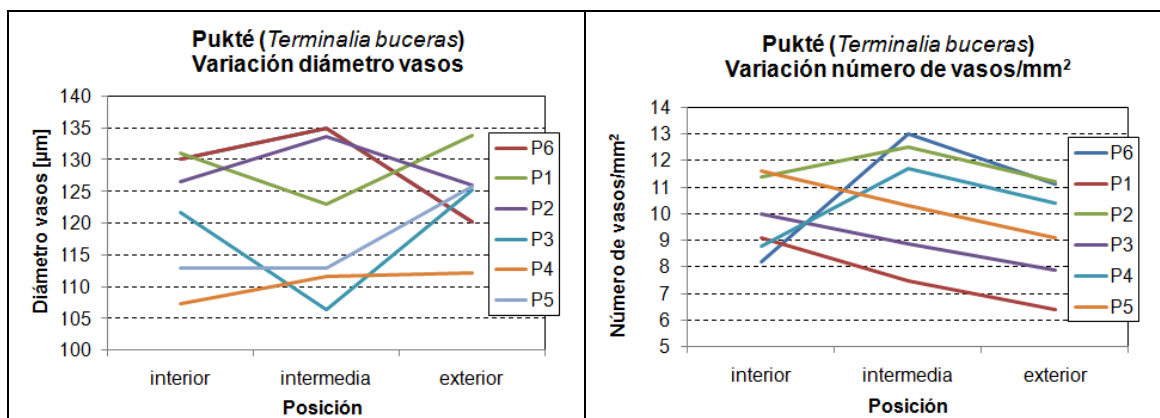 Pukté (Terminalia buceras)
Variación diámetro vasos
Diámetro vasos [µm]
140
135
130
125
120
115
110
105
100
interior intermedia exterior
Posición
P6
P1
P2
P3
P4
P5
Pukté (Terminalia buceras)
Variación número de vasos/mm²
Número de vasos/mm²
14
13
12
11
10
9
8
7
6
5
interior intermedia exterior
Posición
P6
P1
P2
P3
P4
P5